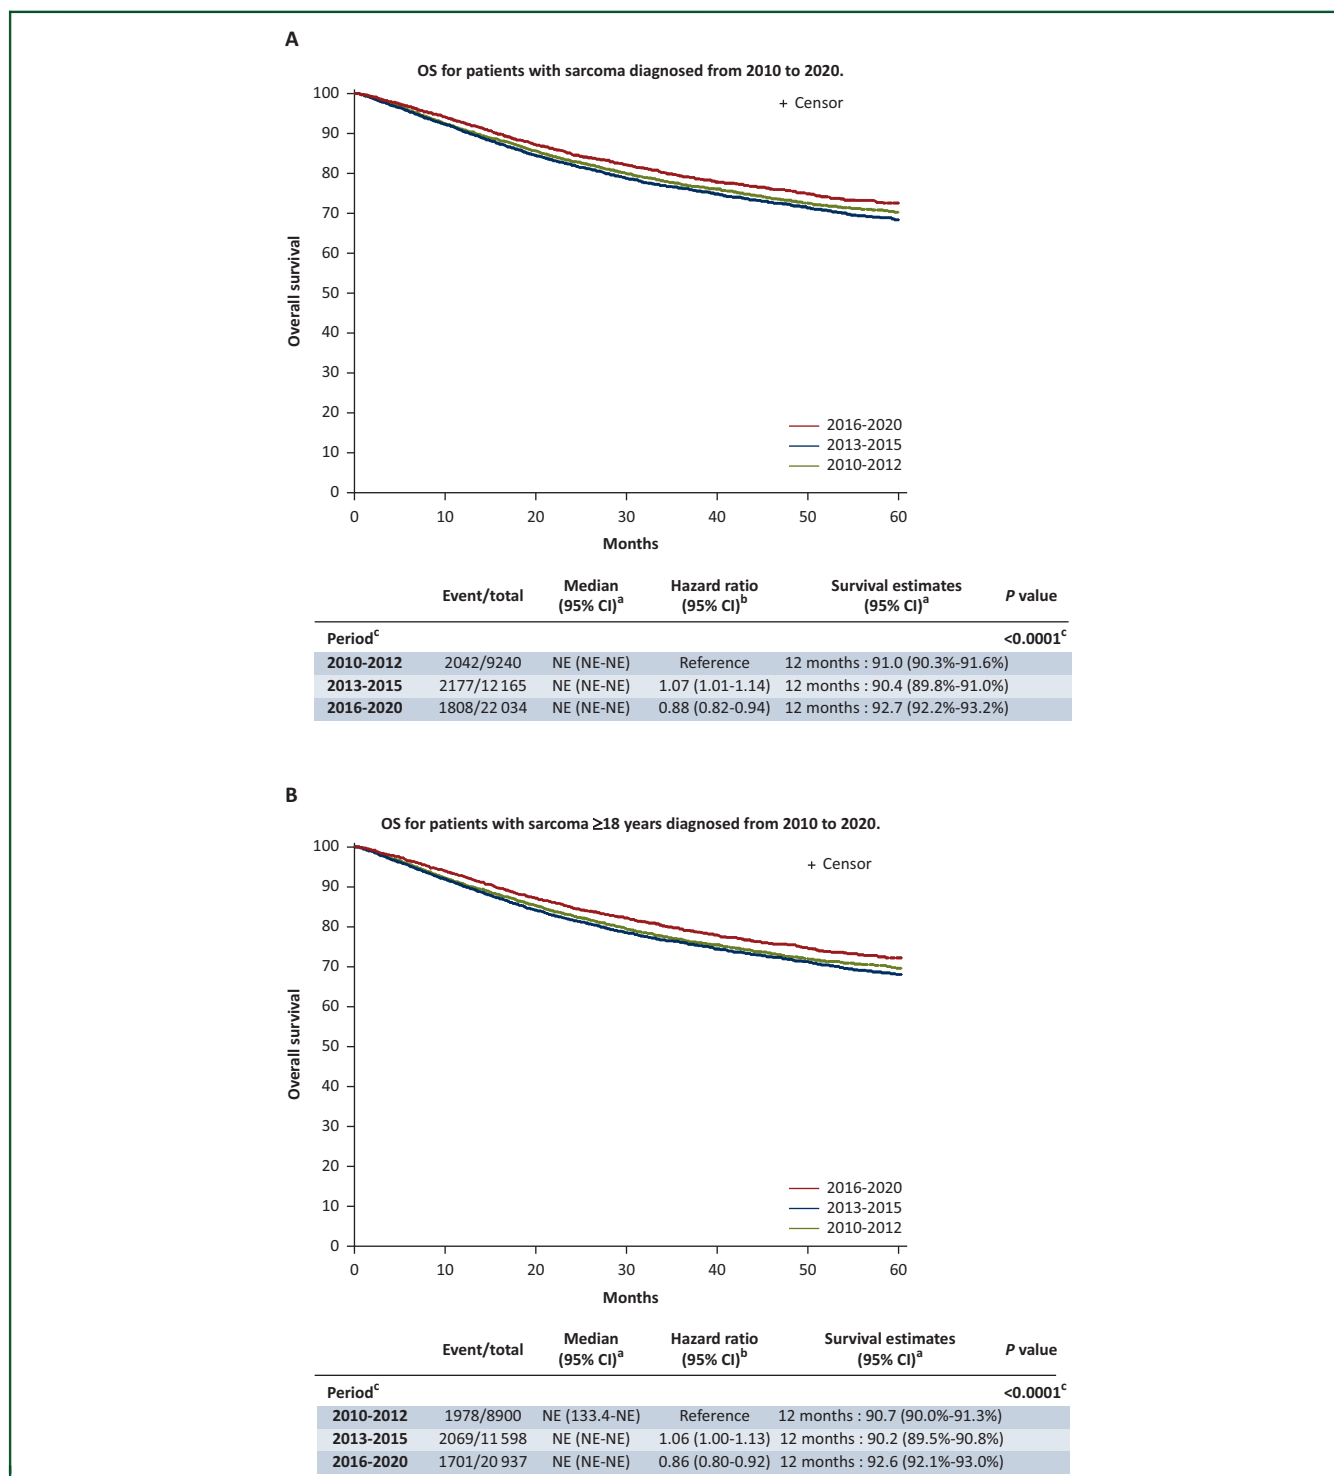 A
OS for patients with sarcoma diagnosed from 2010 to 2020.
+ Censor
100
90
80
70
60
50
40
30
20
10
0
Overall survival
2016-2020
2013-2015
2010-2012
0 10 20 30 40 50 60
Months
Event/total Median (95% CI)a Hazard ratio (95% CI)b Survival estimates (95% CI)a P value
Periodc <0.0001c
2010-2012 2042/9240 NE (NE-NE) Reference 12 months : 91.0 (90.3%-91.6%)
2013-2015 2177/12 165 NE (NE-NE) 1.07 (1.01-1.14) 12 months : 90.4 (89.8%-91.0%)
2016-2020 1808/22 034 NE (NE-NE) 0.88 (0.82-0.94) 12 months : 92.7 (92.2%-93.2%)
B
OS for patients with sarcoma ≥18 years diagnosed from 2010 to 2020.
+ Censor
100
90
80
70
60
50
40
30
20
10
0
Overall survival
2016-2020
2013-2015
2010-2012
0 10 20 30 40 50 60
Months
Event/total Median (95% CI)a Hazard ratio (95% CI)b Survival estimates (95% CI)a P value
Periodc <0.0001c
2010-2012 1978/8900 NE (133.4-NE) Reference 12 months : 90.7 (90.0%-91.3%)
2013-2015 2069/11 598 NE (NE-NE) 1.06 (1.00-1.13) 12 months : 90.2 (89.5%-90.8%)
2016-2020 1701/20 937 NE (NE-NE) 0.86 (0.80-0.92) 12 months : 92.6 (92.1%-93.0%)